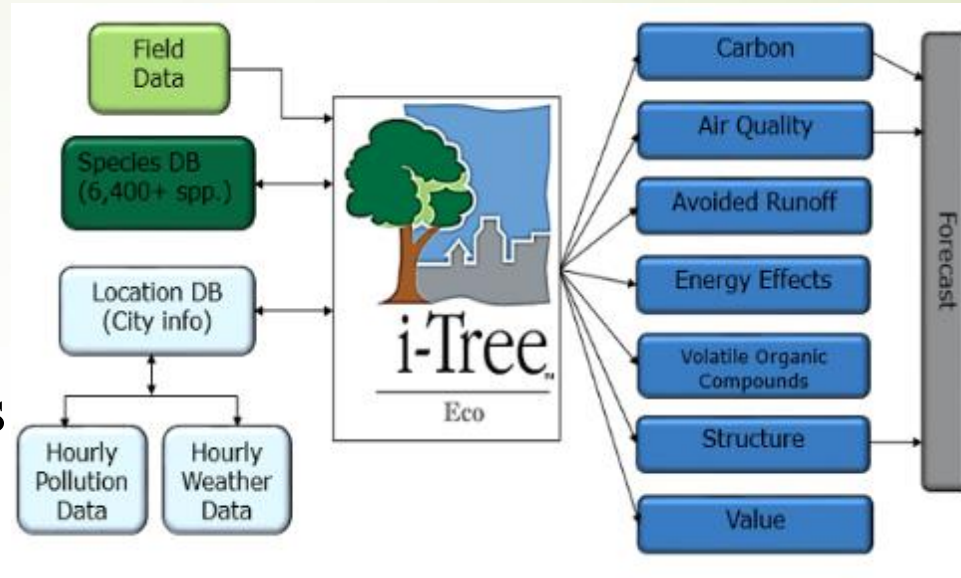 Field
Data
Species DB
(6,400+ spp.)
Location DB
(City info)
s
Hourly
Pollution
Data
Hourly
Weather
Data
i-Tree™
Eco
Carbon
Air Quality
Avoided Runoff
Energy Effects
Volatile Organic
Compounds
Structure
Value
Forecast